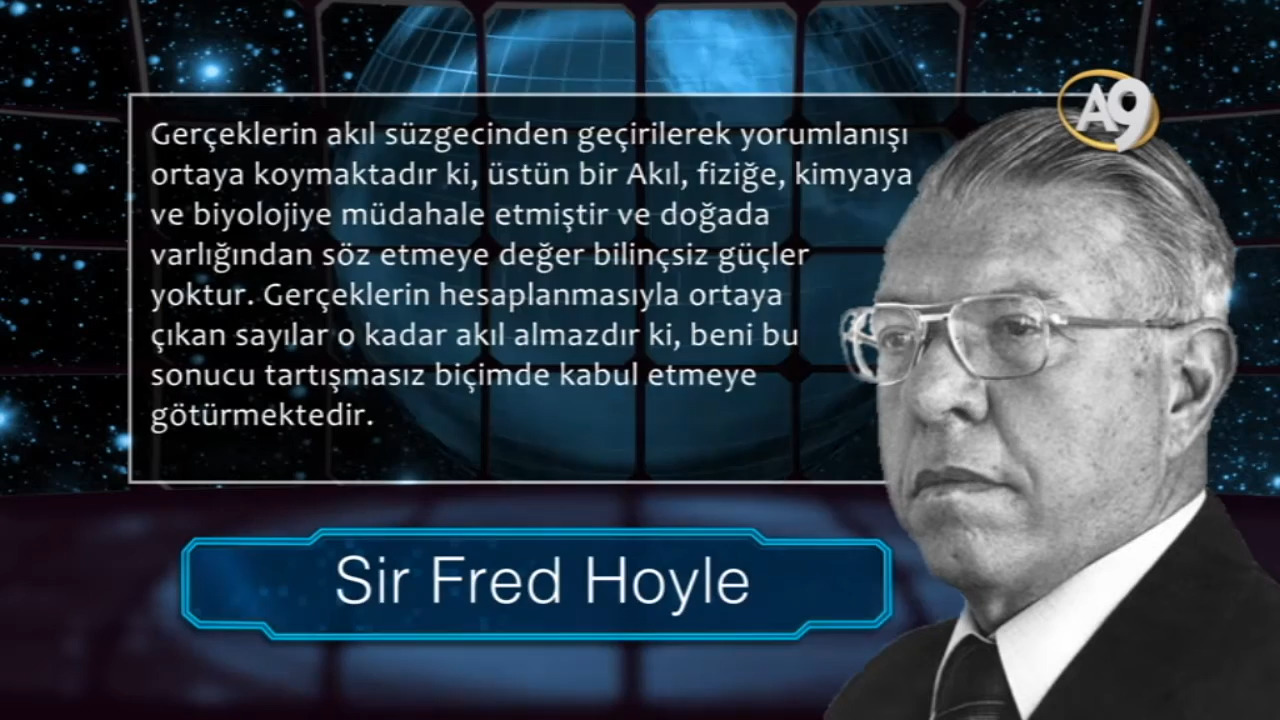 A9
Gerçeklerin akıl süzgecinden geçirilerek yorumlanışı
ortaya koymaktadır ki, üstün bir Akıl, fiziğe, kimyaya
ve biyolojiye müdahale etmiştir ve doğada
varlığından söz etmeye değer bilinçsiz güçler
yoktur. Gerçeklerin hesaplanmasıyla ortaya
çıkan sayılar o kadar akıl almazdır ki, beni bu
sonucu tartışmasız biçimde kabul etmeye
götürmektedir.
Sir Fred Hoyle